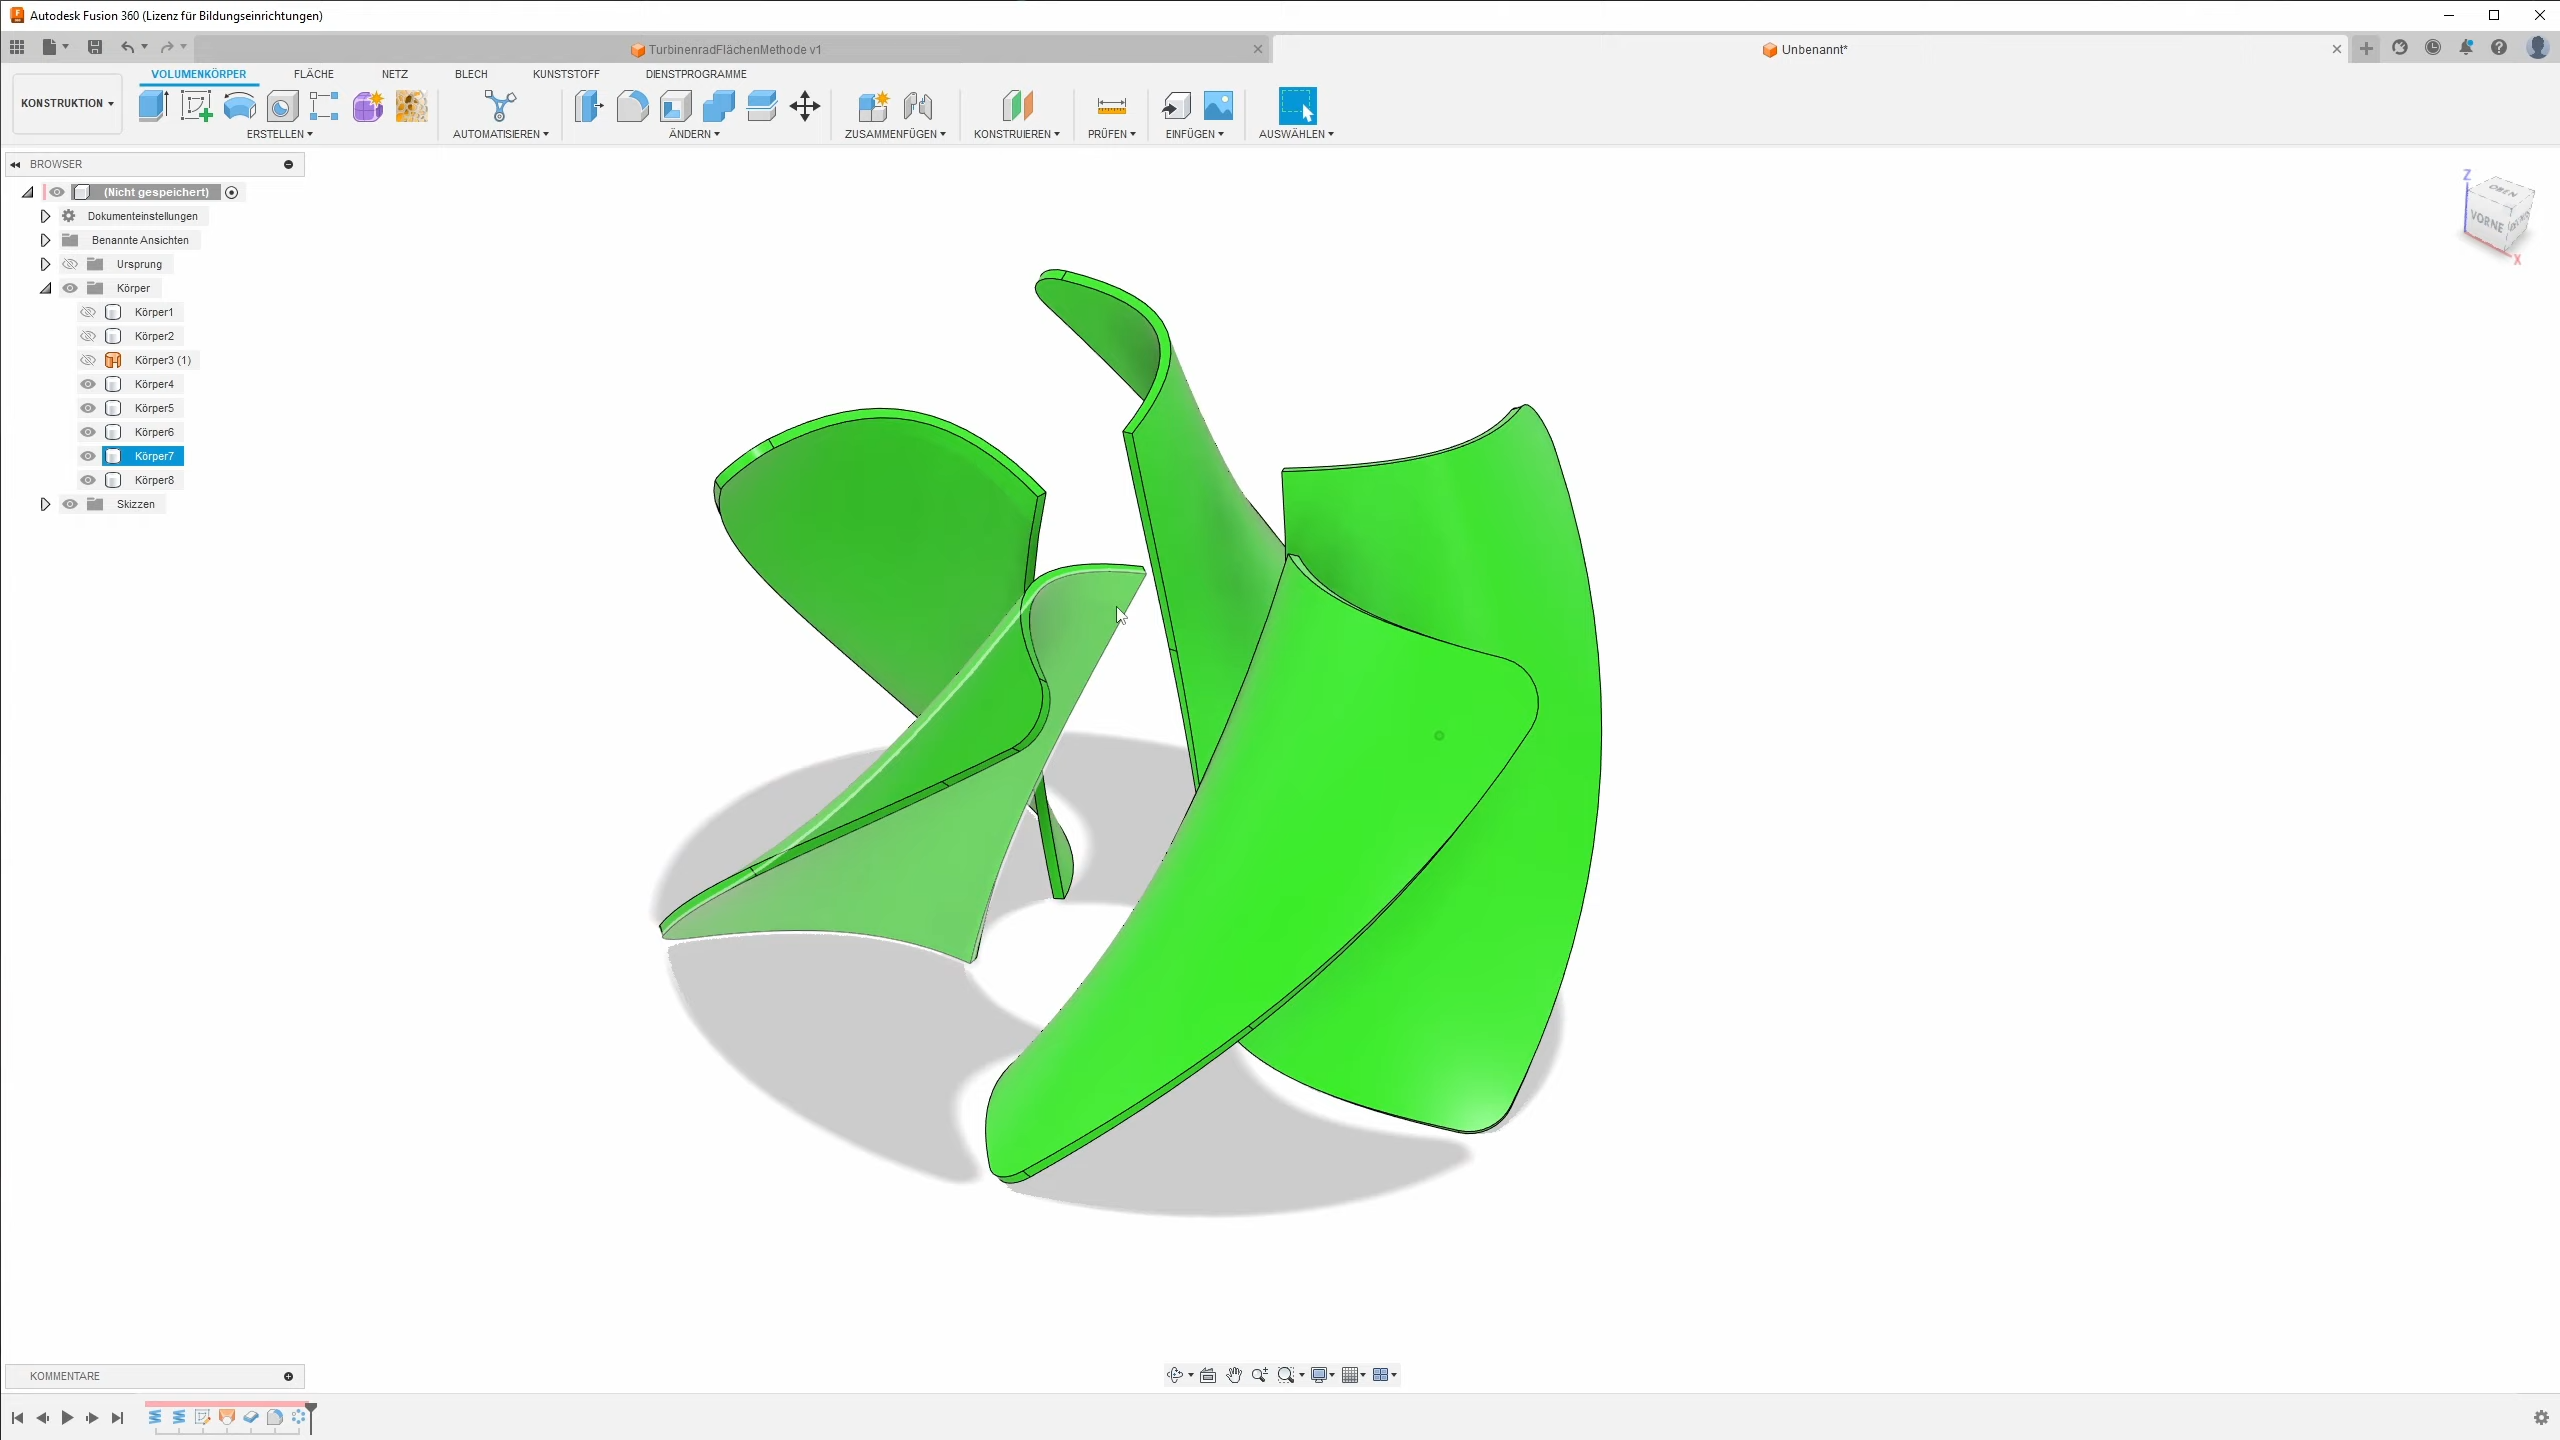 Autodesk Fusion 360 (Lizenz für Bildungseinrichtungen)
TurbinenradFlächenMethode v1
Unbenannt*
KONSTRUKTION
VOLUMENKÖRPER FLÄCHE NETZ BLECH KUNSTSTOFF DIENSTPROGRAMME
ERSTELLEN AUTOMATISIEREN ÄNDERN ZUSAMMENFÜGEN KONSTRUIEREN PRÜFEN EINFÜGEN AUSWÄHLEN
BROWSER
(Nicht gespeichert)
Dokumenteinstellungen
Benannte Ansichten
Ursprung
Körper
Körper1
Körper2
Körper3 (1)
Körper4
Körper5
Körper6
Körper7
Körper8
Skizzen
Z
OBEN
VORNE
X
KOMMENTARE